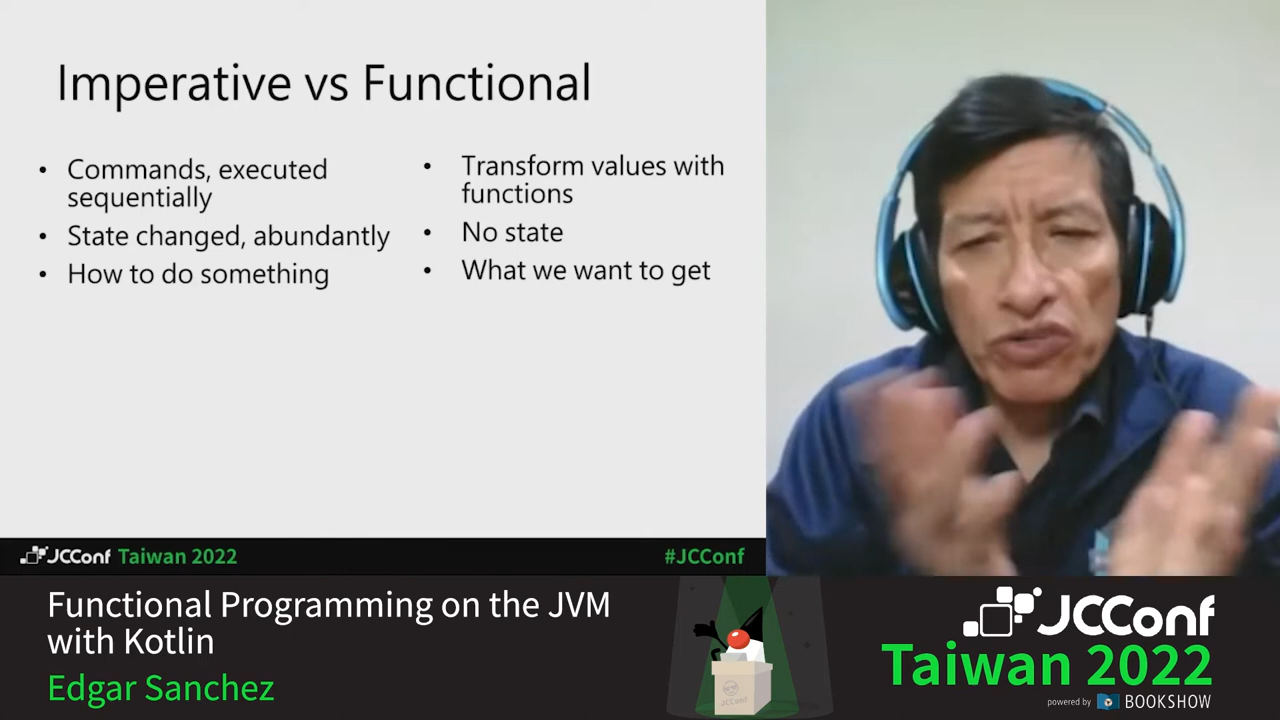 Imperative vs Functional
• Commands, executed
sequentially
• State changed, abundantly
• How to do something
• Transform values with
functions
• No state
• What we want to get
JCConf Taiwan 2022
#JCConf
Functional Programming on the JVM
with Kotlin
Edgar Sanchez
JCConf
JCConf
Taiwan 2022
powered by BOOKSHOW